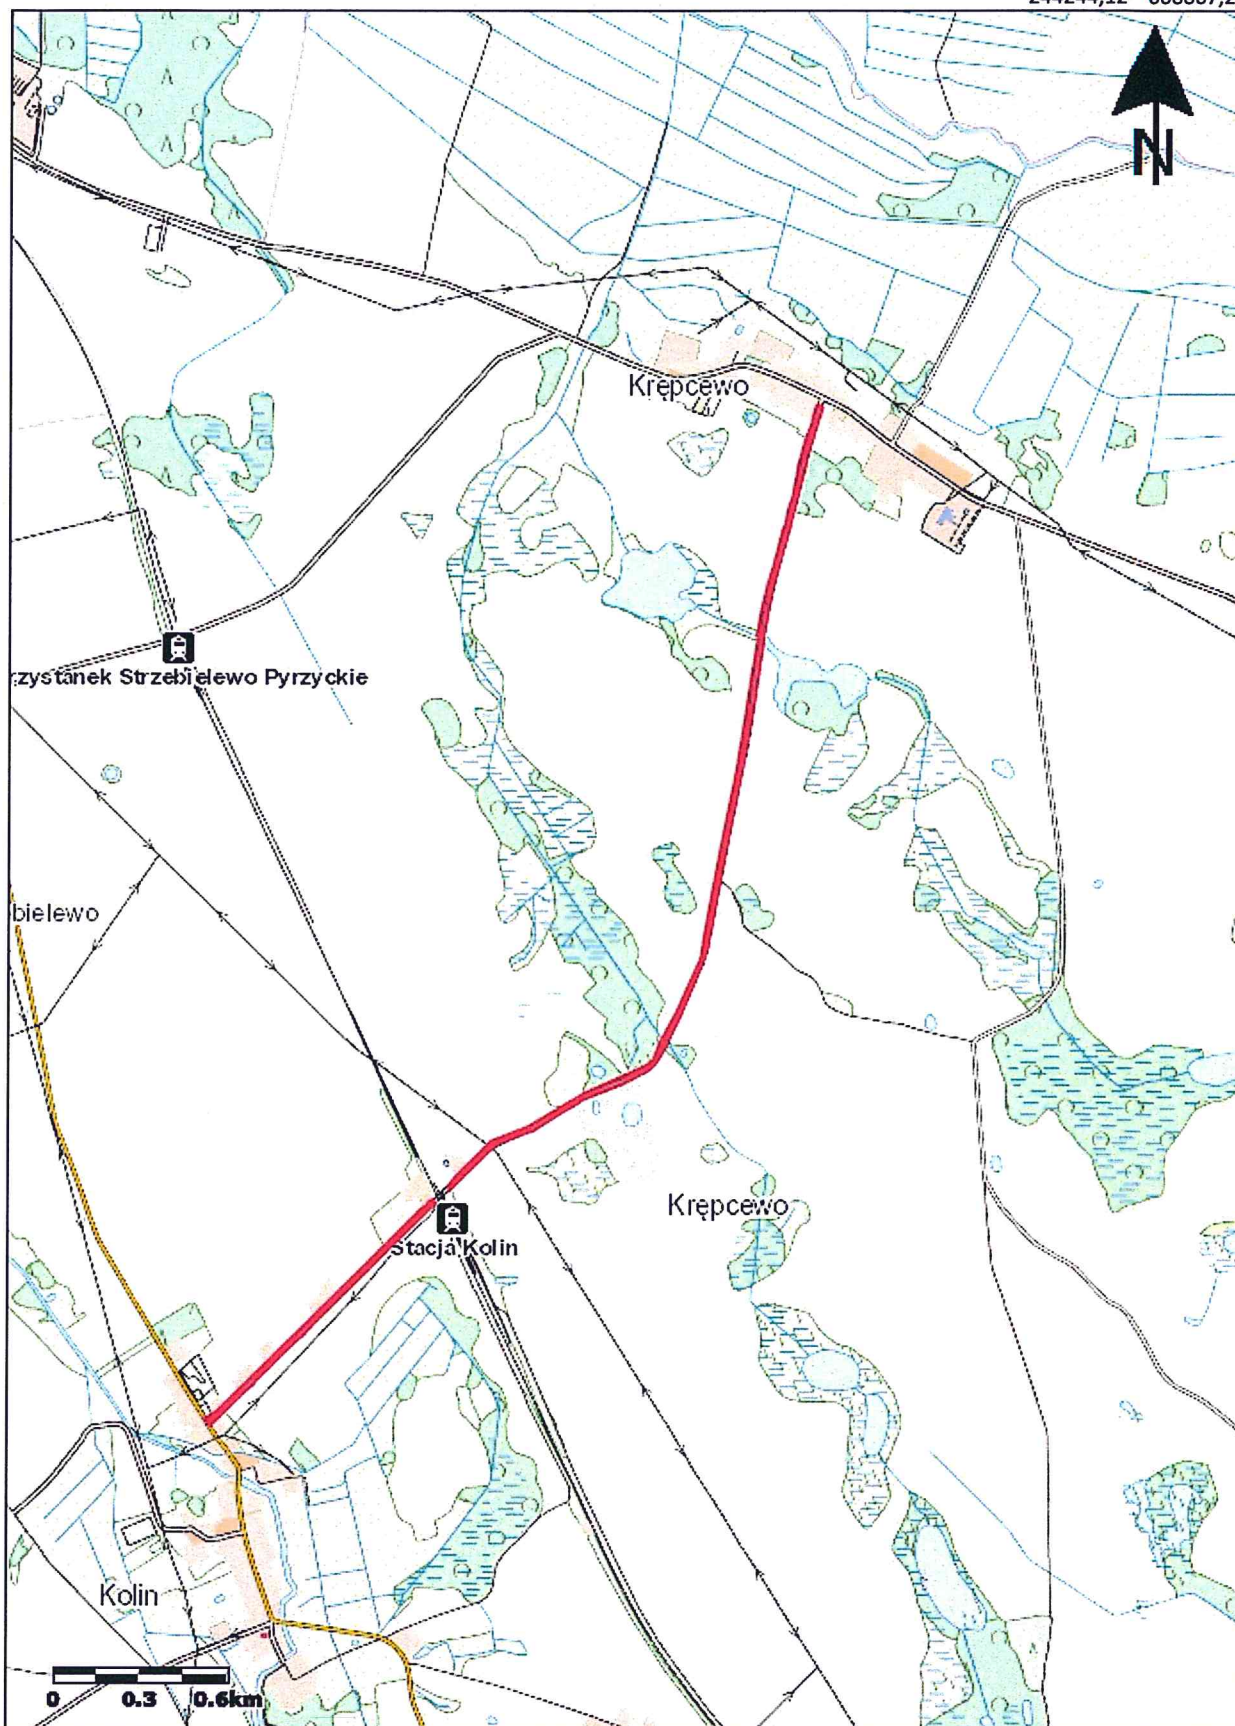 N
Krępcewo
rzystanek Strzebielewo Pyrzyckie
bielewo
Krępcewo
Stacja Kolin
Kolin
0 0.3 0.6km